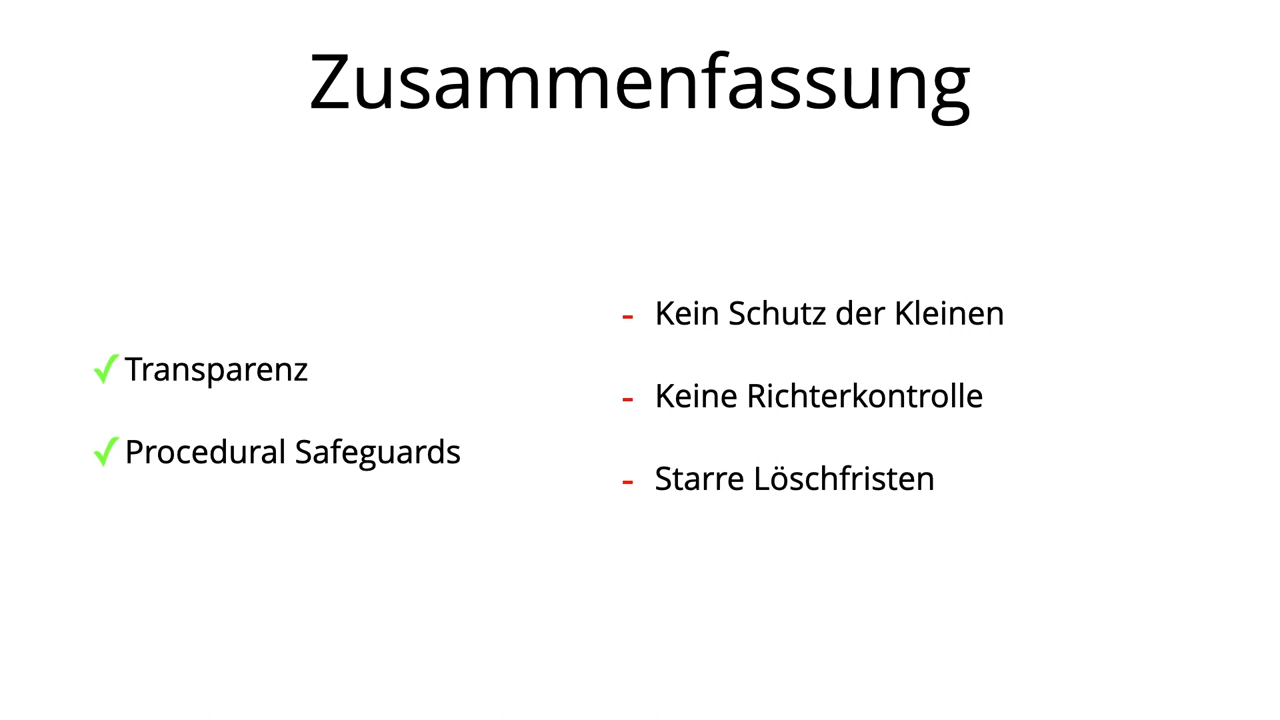 Zusammenfassung
✓ Transparenz
✓ Procedural Safeguards
- Kein Schutz der Kleinen
- Keine Richterkontrolle
- Starre Löschfristen